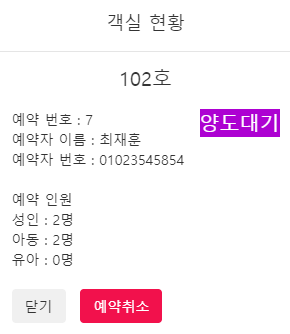 객실 현황
102호
예약 번호 : 7
양도대기
예약자 이름 : 최재훈
예약자 번호 : 01023545854
예약 인원
성인 : 2명
아동 : 2명
유아 : 0명
닫기
예약취소